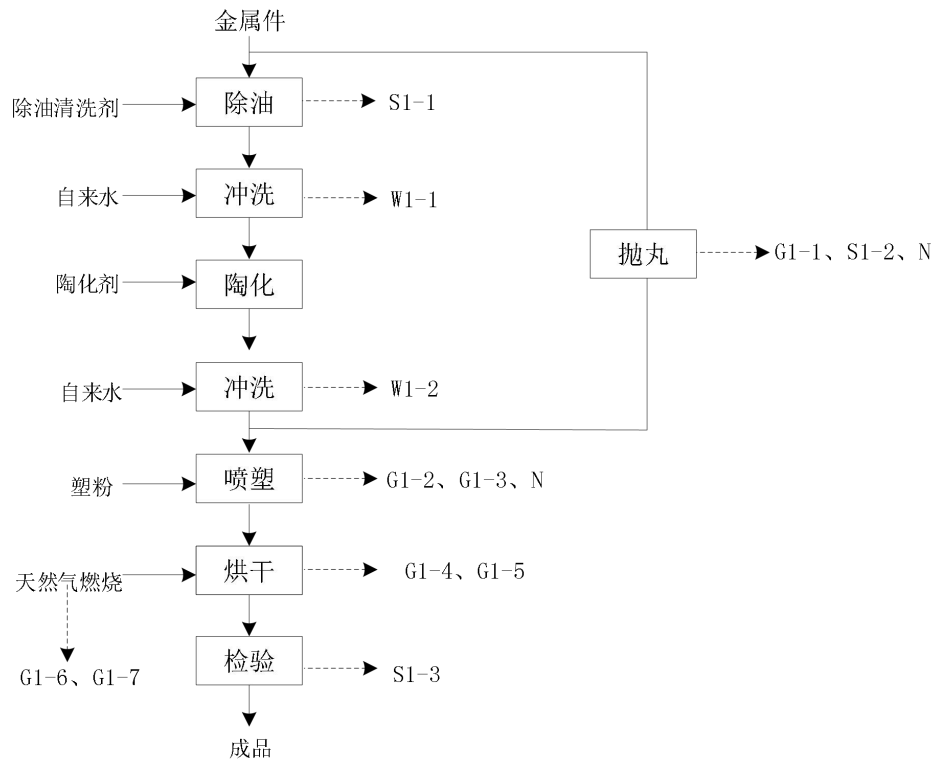 金属件
除油清洗剂
除油
S1-1
自来水
冲洗
W1-1
抛丸
G1-1、S1-2、N
陶化剂
陶化
自来水
冲洗
W1-2
塑粉
喷塑
G1-2、G1-3、N
天然气燃烧
烘干
G1-4、G1-5
G1-6、G1-7
检验
S1-3
成品